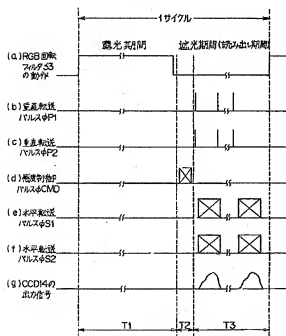 1サイクル
露光期間
遮光期間(読み出し期間)
(a)RGB回転
フィルタ53
の動作
(b)垂直転送
パルスφP1
(c)垂直転送
パルスφP2
(d)感度制御
パルスφCMD
(e)水平転送
パルスφS1
(f)水平転送
パルスφS2
(g)CCD14の
出力信号
T1
T2
T3